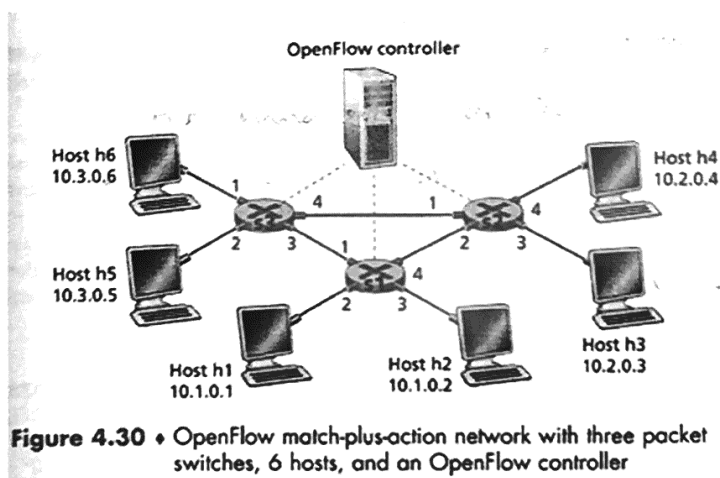 OpenFlow controller
Host h6
10.3.0.6
Host h4
10.2.0.4
1
4
1
4
2
3
1
2
3
4
2
3
Host h5
10.3.0.5
Host h1
10.1.0.1
Host h2
10.1.0.2
Host h3
10.2.0.3
Figure 4.30 ♦ OpenFlow match-plus-action network with three packet
switches, 6 hosts, and an OpenFlow controller